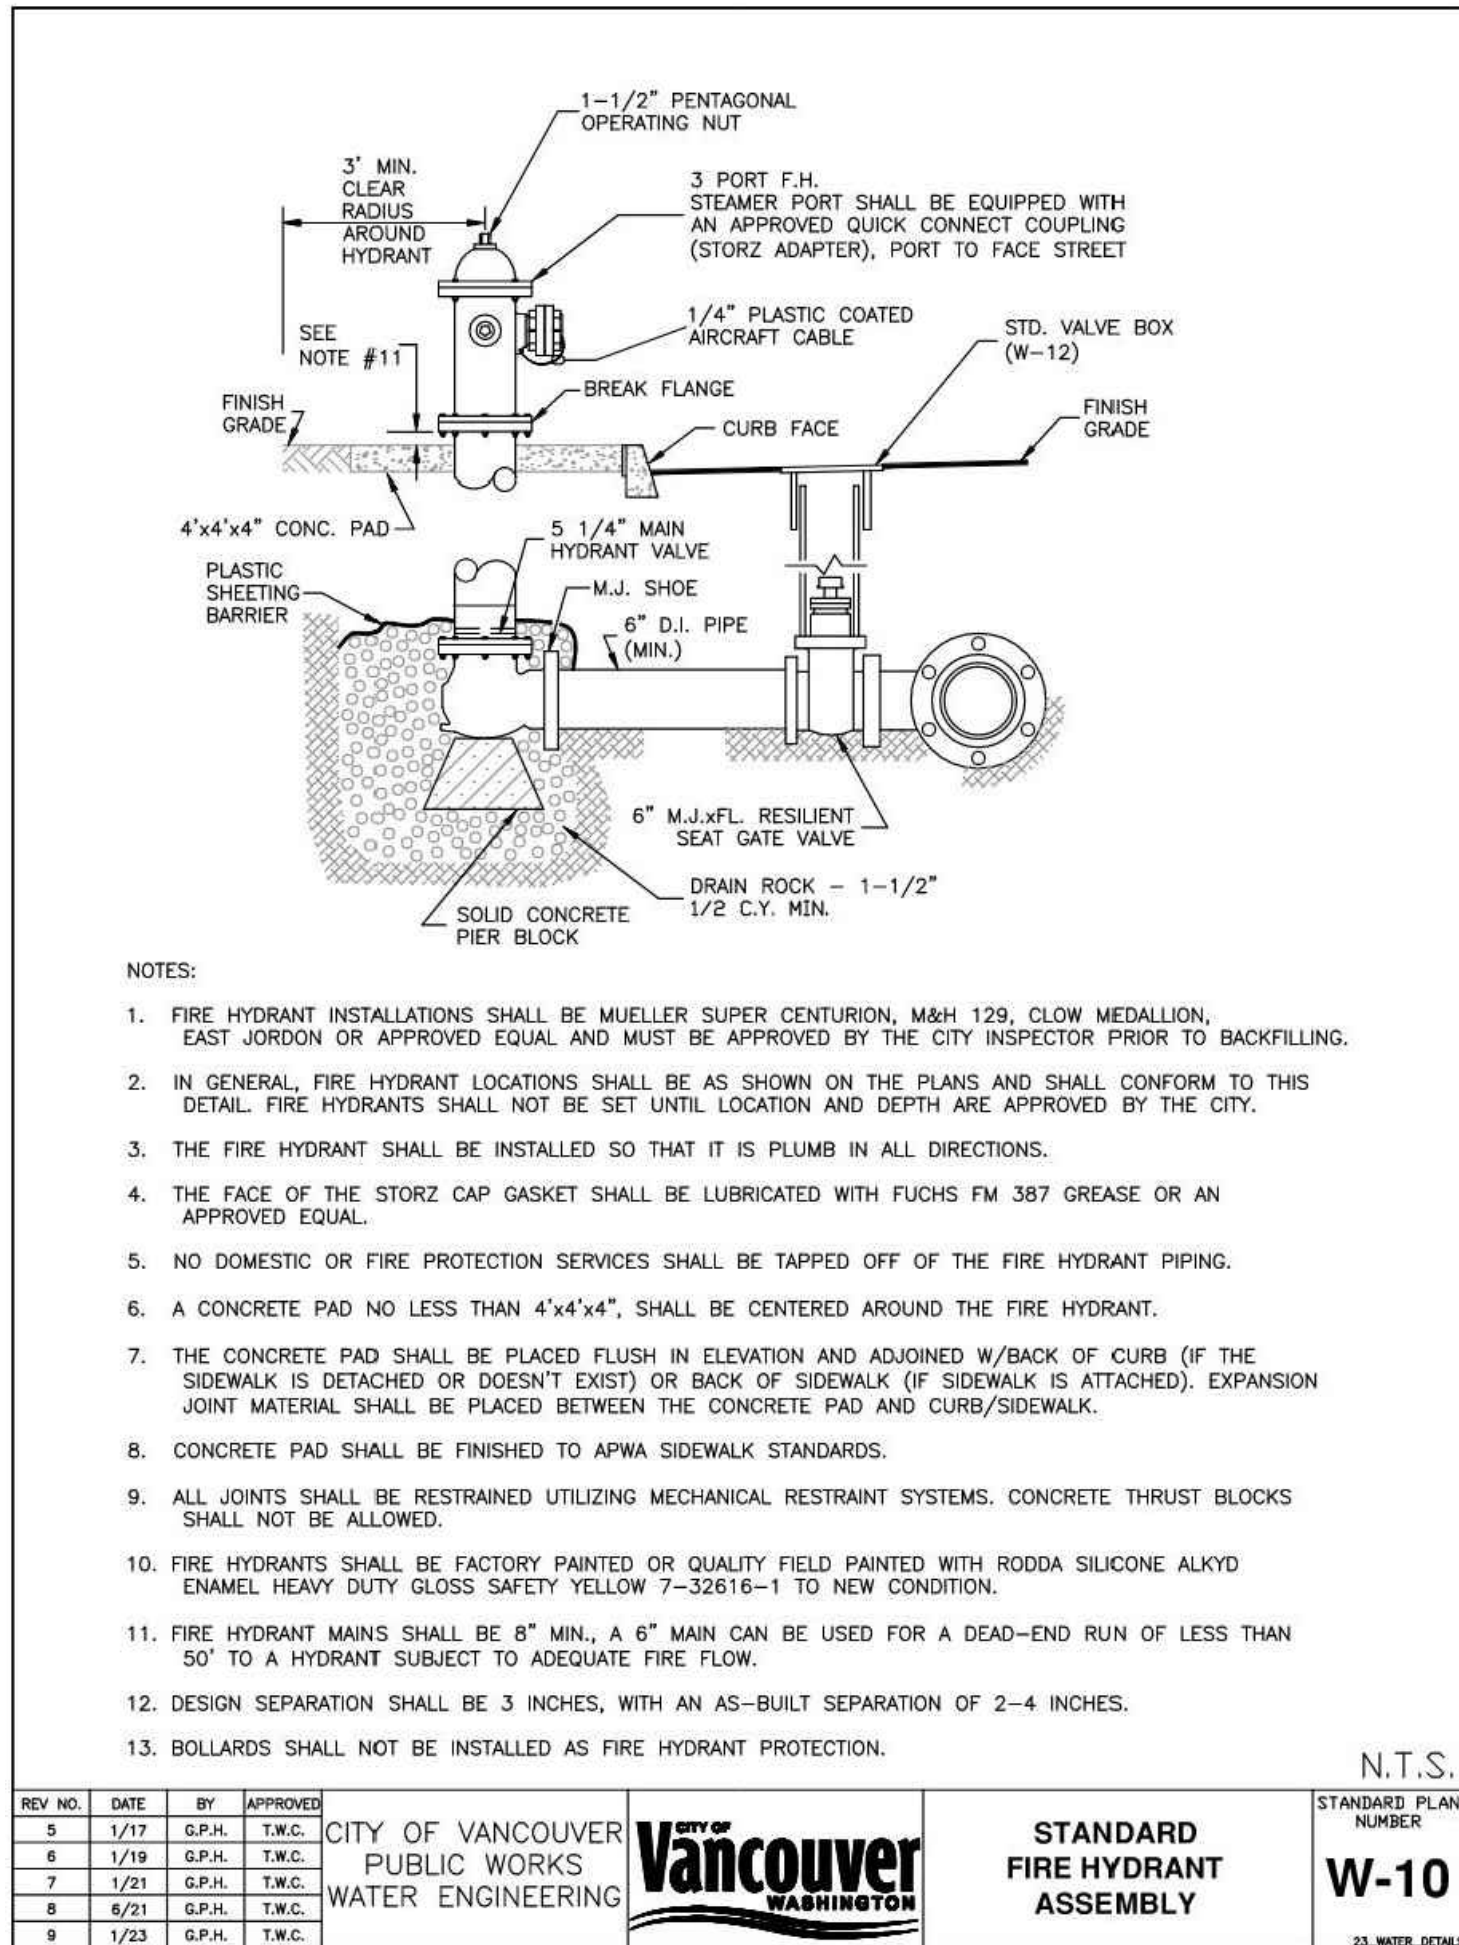 1-1/2" PENTAGONAL
OPERATING NUT
3' MIN.
CLEAR
RADIUS
AROUND
HYDRANT
3 PORT F.H.
STEAMER PORT SHALL BE EQUIPPED WITH
AN APPROVED QUICK CONNECT COUPLING
(STORZ ADAPTER), PORT TO FACE STREET
1/4" PLASTIC COATED
AIRCRAFT CABLE
STD. VALVE BOX
(W-12)
SEE
NOTE #11
BREAK FLANGE
FINISH
GRADE
CURB FACE
FINISH
GRADE
4'x4'x4" CONC. PAD
5 1/4" MAIN
HYDRANT VALVE
PLASTIC
SHEETING
BARRIER
M.J. SHOE
6" D.I. PIPE
(MIN.)
6" M.J.xFL. RESILIENT
SEAT GATE VALVE
DRAIN ROCK - 1-1/2"
1/2 C.Y. MIN.
SOLID CONCRETE
PIER BLOCK
NOTES:
1. FIRE HYDRANT INSTALLATIONS SHALL BE MUELLER SUPER CENTURION, M&H 129, CLOW MEDALLION,
EAST JORDON OR APPROVED EQUAL AND MUST BE APPROVED BY THE CITY INSPECTOR PRIOR TO BACKFILLING.
2. IN GENERAL, FIRE HYDRANT LOCATIONS SHALL BE AS SHOWN ON THE PLANS AND SHALL CONFORM TO THIS
DETAIL. FIRE HYDRANTS SHALL NOT BE SET UNTIL LOCATION AND DEPTH ARE APPROVED BY THE CITY.
3. THE FIRE HYDRANT SHALL BE INSTALLED SO THAT IT IS PLUMB IN ALL DIRECTIONS.
4. THE FACE OF THE STORZ CAP GASKET SHALL BE LUBRICATED WITH FUCHS FM 387 GREASE OR AN
APPROVED EQUAL.
5. NO DOMESTIC OR FIRE PROTECTION SERVICES SHALL BE TAPPED OFF OF THE FIRE HYDRANT PIPING.
6. A CONCRETE PAD NO LESS THAN 4'x4'x4", SHALL BE CENTERED AROUND THE FIRE HYDRANT.
7. THE CONCRETE PAD SHALL BE PLACED FLUSH IN ELEVATION AND ADJOINED W/BACK OF CURB (IF THE
SIDEWALK IS DETACHED OR DOESN'T EXIST) OR BACK OF SIDEWALK (IF SIDEWALK IS ATTACHED). EXPANSION
JOINT MATERIAL SHALL BE PLACED BETWEEN THE CONCRETE PAD AND CURB/SIDEWALK.
8. CONCRETE PAD SHALL BE FINISHED TO APWA SIDEWALK STANDARDS.
9. ALL JOINTS SHALL BE RESTRAINED UTILIZING MECHANICAL RESTRAINT SYSTEMS. CONCRETE THRUST BLOCKS
SHALL NOT BE ALLOWED.
10. FIRE HYDRANTS SHALL BE FACTORY PAINTED OR QUALITY FIELD PAINTED WITH RODDA SILICONE ALKYD
ENAMEL HEAVY DUTY GLOSS SAFETY YELLOW 7-32616-1 TO NEW CONDITION.
11. FIRE HYDRANT MAINS SHALL BE 8" MIN., A 6" MAIN CAN BE USED FOR A DEAD-END RUN OF LESS THAN
50' TO A HYDRANT SUBJECT TO ADEQUATE FIRE FLOW.
12. DESIGN SEPARATION SHALL BE 3 INCHES, WITH AN AS-BUILT SEPARATION OF 2-4 INCHES.
13. BOLLARDS SHALL NOT BE INSTALLED AS FIRE HYDRANT PROTECTION.
N.T.S.
REV NO. DATE BY APPROVED
5 1/17 G.P.H. T.W.C.
6 1/19 G.P.H. T.W.C.
7 1/21 G.P.H. T.W.C.
8 6/21 G.P.H. T.W.C.
9 1/23 G.P.H. T.W.C.
CITY OF VANCOUVER
PUBLIC WORKS
WATER ENGINEERING
CITY OF
Vancouver
WASHINGTON
STANDARD
FIRE HYDRANT
ASSEMBLY
STANDARD PLAN
NUMBER
W-10
23 WATER DETAILS